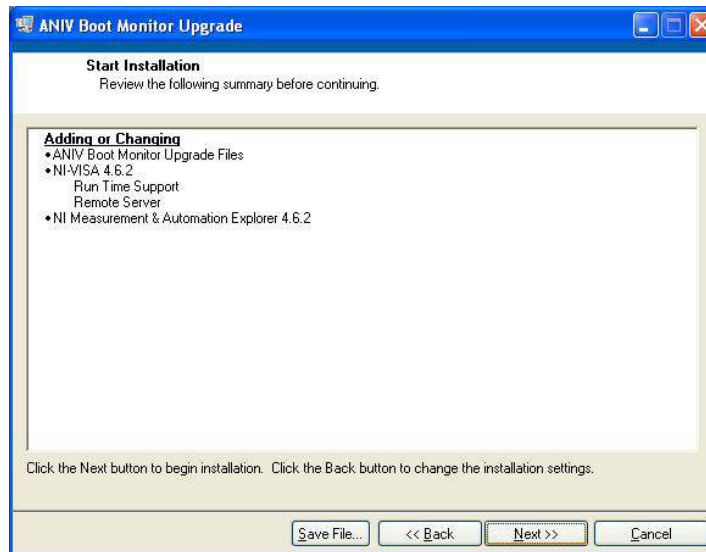 ANIV Boot Monitor Upgrade
Start Installation
Review the following summary before continuing.
Adding or Changing
•ANIV Boot Monitor Upgrade Files
•NI-VISA 4.6.2
Run Time Support
Remote Server
•NI Measurement & Automation Explorer 4.6.2
Click the Next button to begin installation. Click the Back button to change the installation settings.
Save File... << Back Next >> Cancel